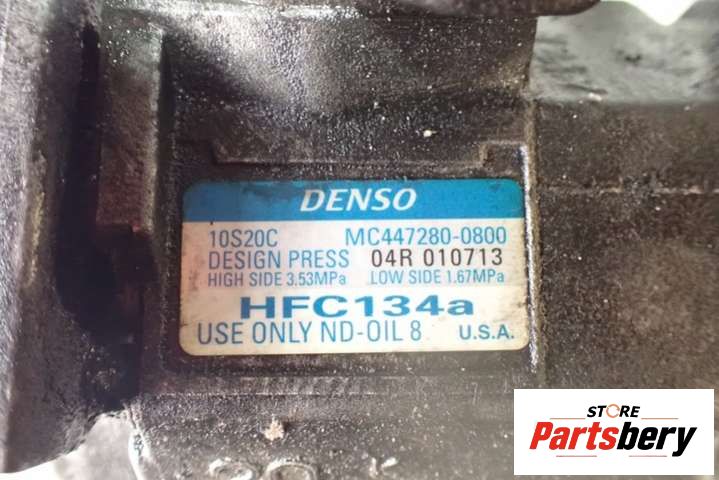 DENSO
10S20C MC447280-0800
DESIGN PRESS 04R 010713
HIGH SIDE 3.53MPa LOW SIDE 1.67MPa
HFC134a
USE ONLY ND-OIL 8 U.S.A.
STORE
Partsbery